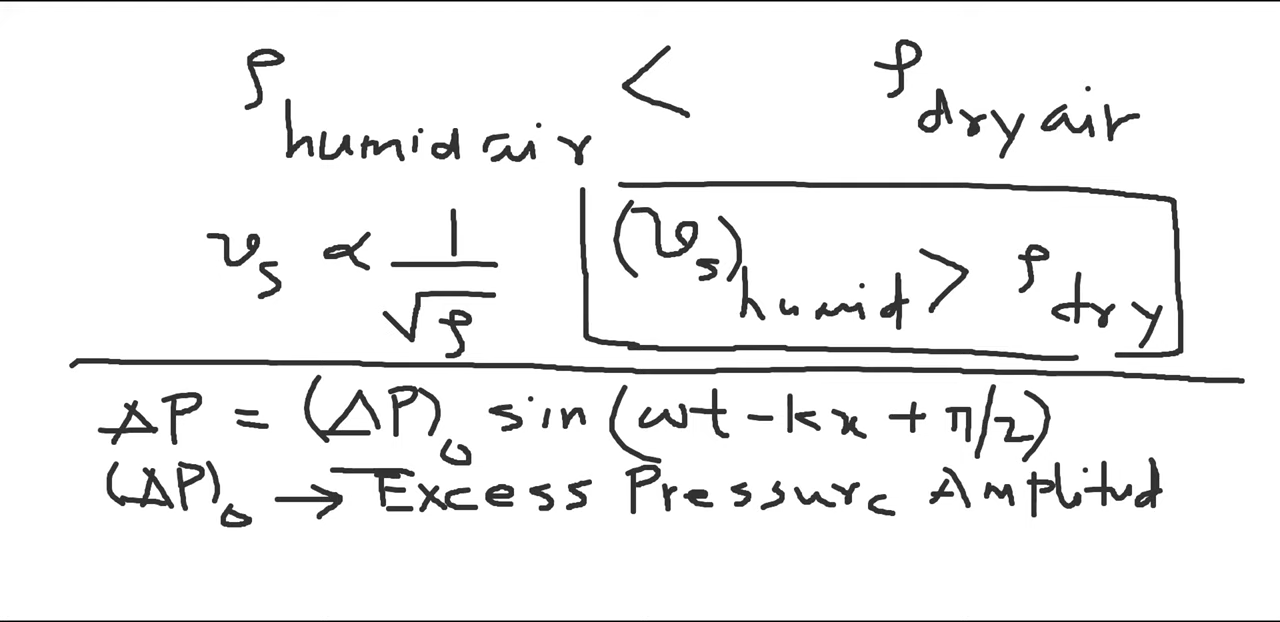 ρ_humid air < ρ_dry air
v_s ∝ 1/√ρ (v_s)_humid > ρ_dry
ΔP = (ΔP)_0 sin(ωt - kx + π/2)
(ΔP)_0 → Excess Pressure Amplitud